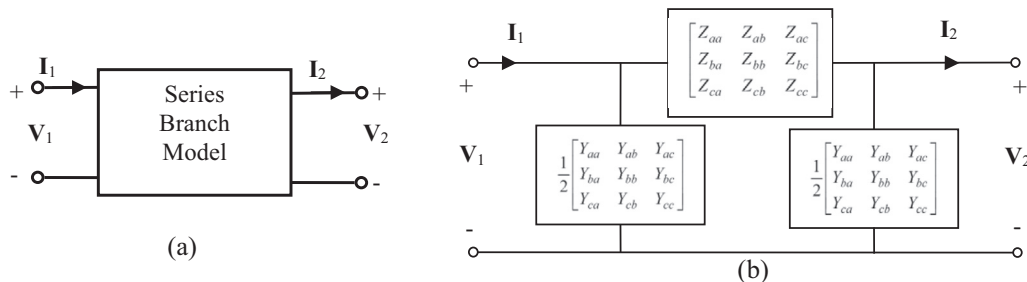 I1 I2
+ +
Series
Branch
Model
V1 V2
- -
(a)
I1 I2
Zaa Zab Zac
Zba Zbb Zbc
Zca Zcb Zcc
+ +
V1 V2
1/2 Yaa Yab Yac
Yba Ybb Ybc
Yca Ycb Ycc
1/2 Yaa Yab Yac
Yba Ybb Ybc
Yca Ycb Ycc
- -
(b)